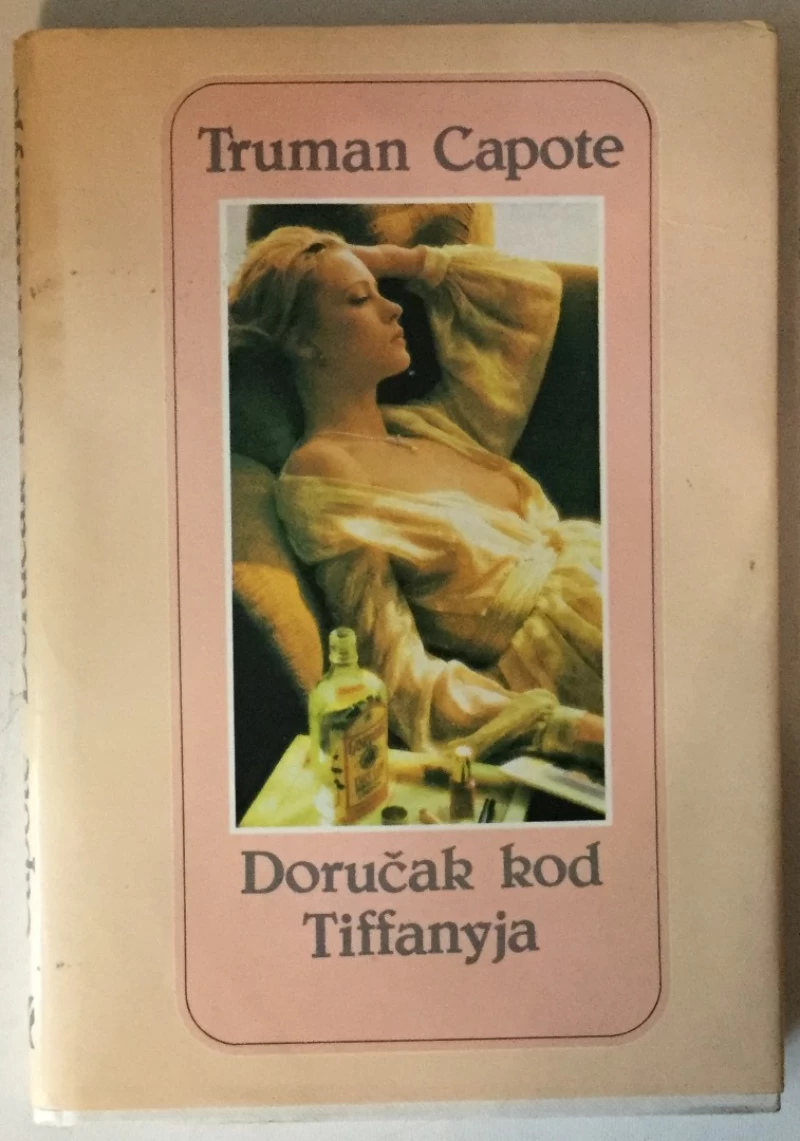 Truman Capote
Doručak kod
Tiffanyja